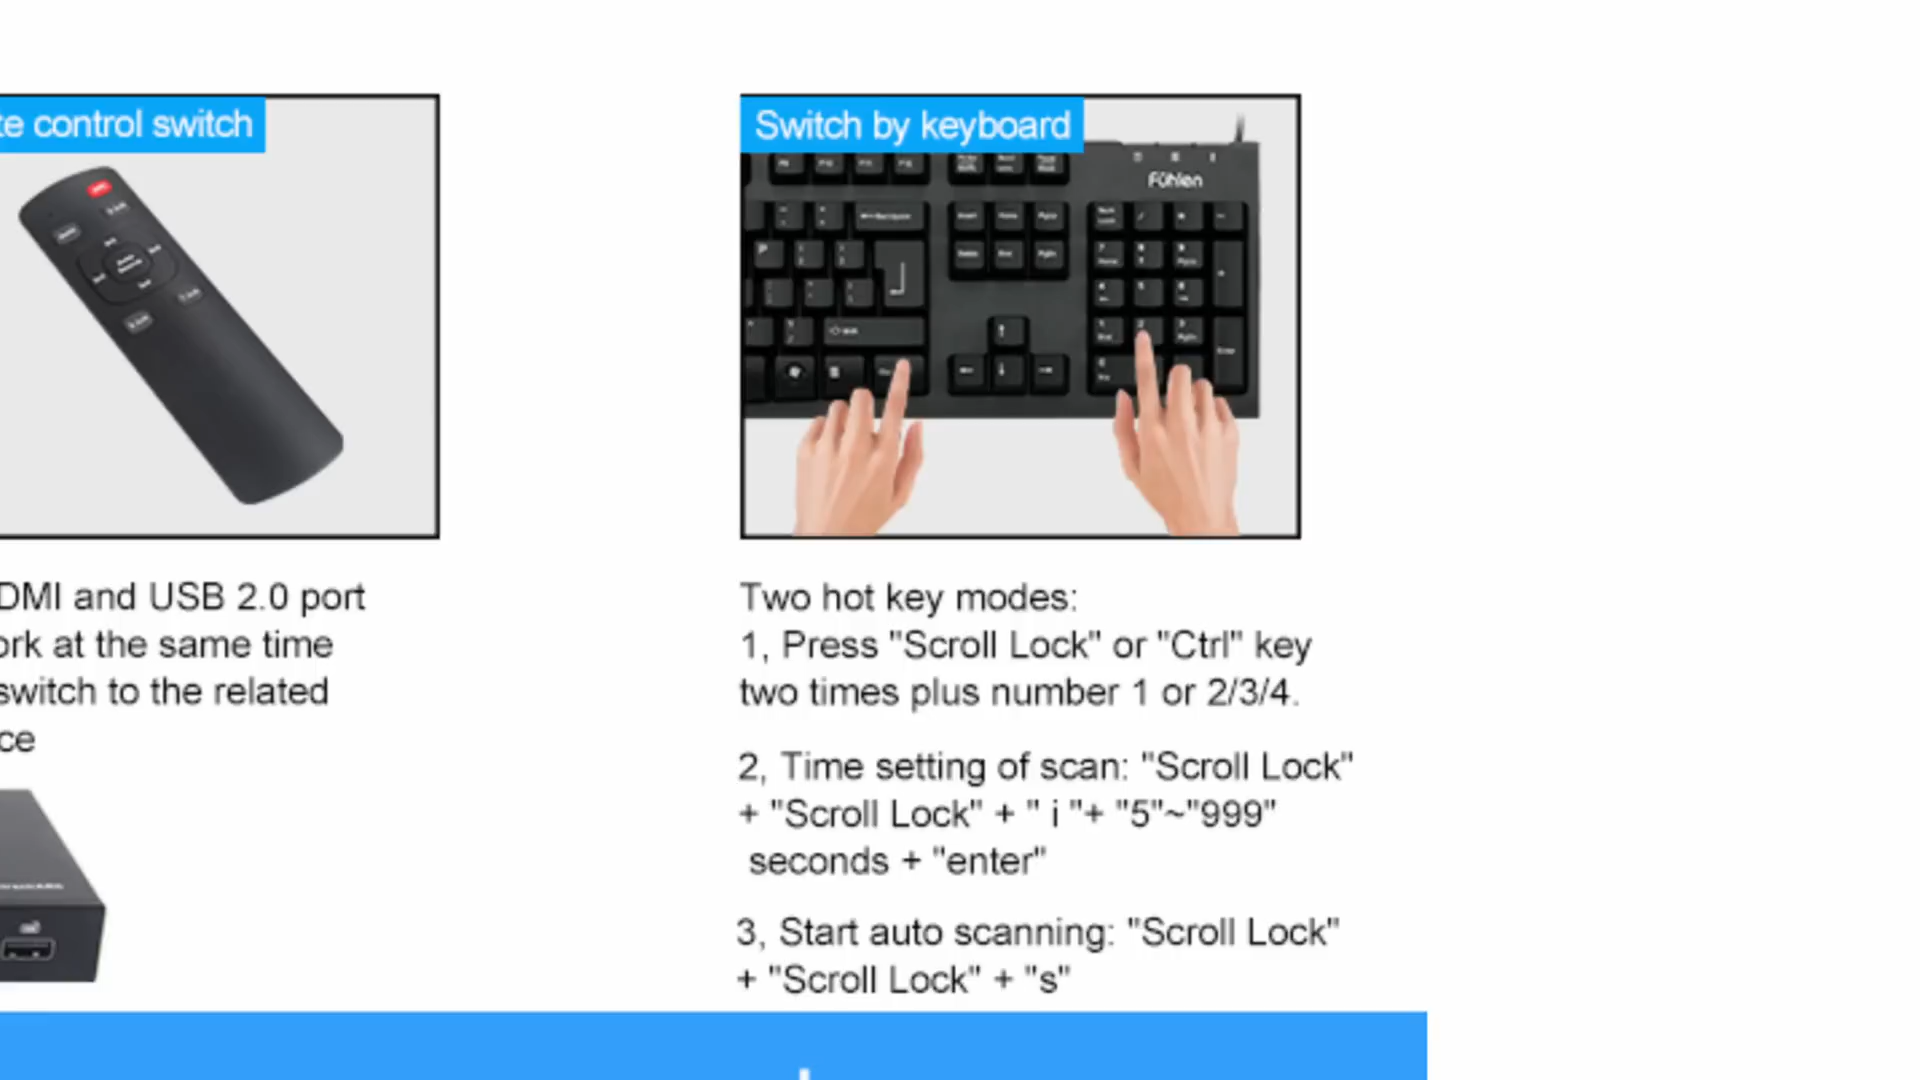 te control switch
DMI and USB 2.0 port
ork at the same time
switch to the related
ce
Switch by keyboard
Fühlen
Two hot key modes:
1, Press "Scroll Lock" or "Ctrl" key
two times plus number 1 or 2/3/4.
2, Time setting of scan: "Scroll Lock"
+ "Scroll Lock" + " i "+ "5"~"999"
seconds + "enter"
3, Start auto scanning: "Scroll Lock"
+ "Scroll Lock" + "s"